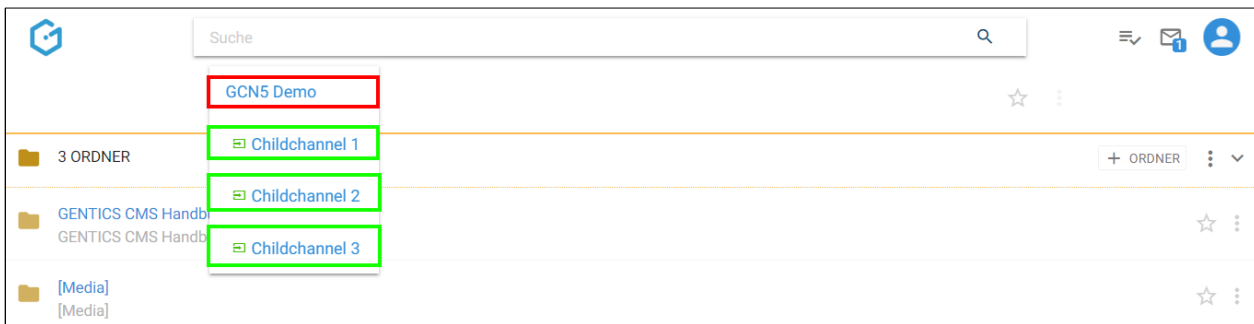 Suche
1
GCN5 Demo
Childchannel 1
3 ORDNER
+ ORDNER
Childchannel 2
GENTICS CMS Handb
GENTICS CMS Handb
Childchannel 3
[Media]
[Media]